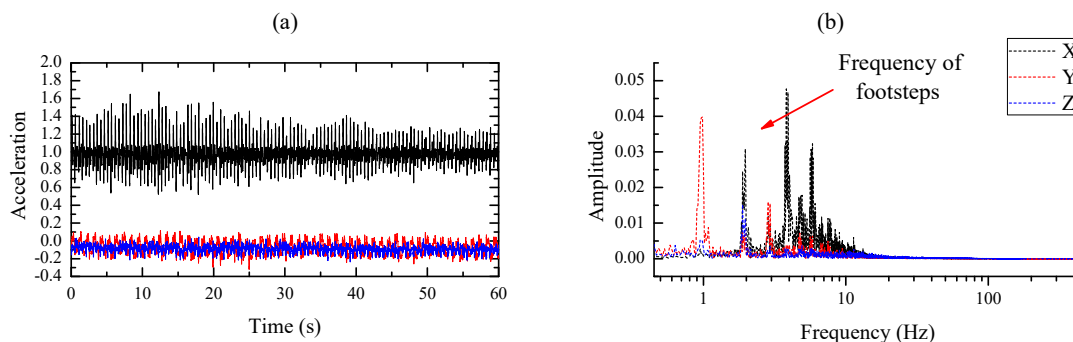 (a)
2.0
1.8
1.6
1.4
1.2
1.0
0.8
0.6
0.4
0.2
0.0
-0.2
-0.4
0 10 20 30 40 50 60
Acceleration
Time (s)
(b)
X
Y
Z
Frequency of
footsteps
0.05
0.04
0.03
0.02
0.01
0.00
1 10 100
Amplitude
Frequency (Hz)